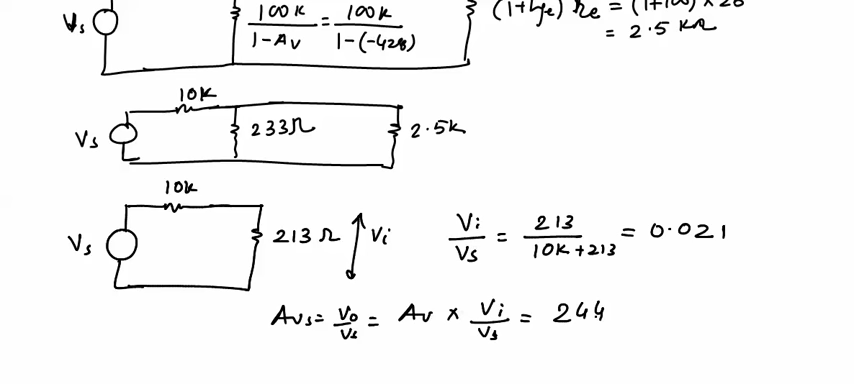 Vs 100K/1-Av = 100K/1-(-428) (1+hfe) re = (1+100) × 26
= 2.5 KΩ
10K
Vs 233Ω 2.5K
10K
Vs 213 Ω Vi Vi/Vs = 213/10K+213 = 0.021
Avs = Vo/Vs = Av × Vi/Vs = 244